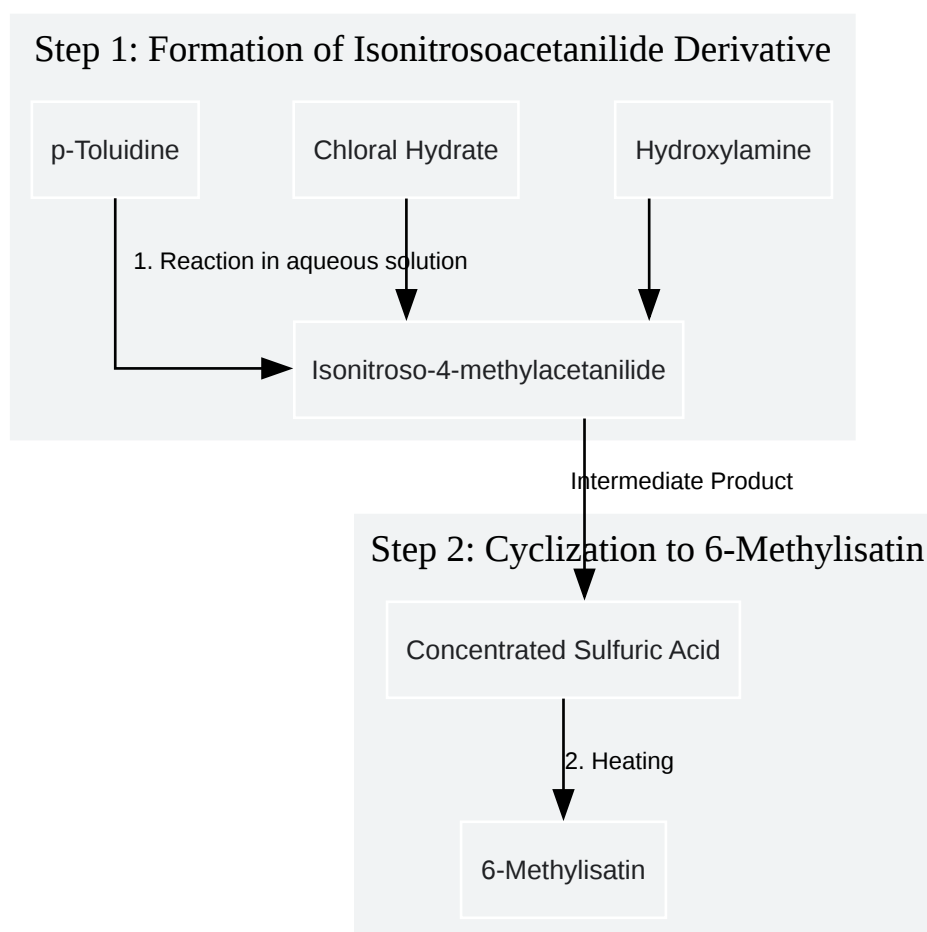 Step 1: Formation of Isonitrosoacetanilide Derivative
p-Toluidine
Chloral Hydrate
Hydroxylamine
1. Reaction in aqueous solution
Isonitroso-4-methylacetanilide
Intermediate Product
Step 2: Cyclization to 6-Methylisatin
Concentrated Sulfuric Acid
2. Heating
6-Methylisatin